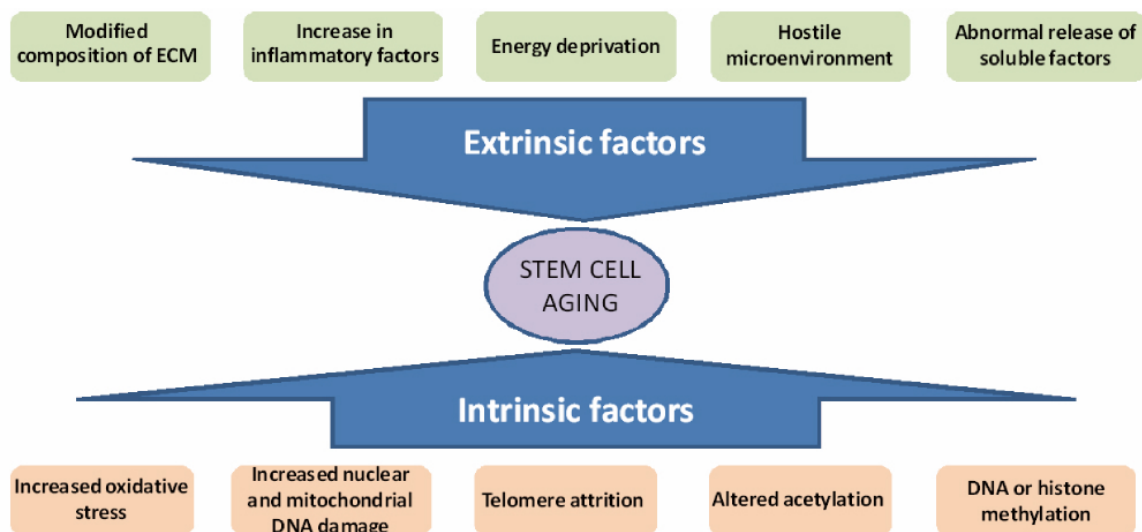 Modified
composition of ECM
Increase in
inflammatory factors
Energy deprivation
Hostile
microenvironment
Abnormal release of
soluble factors
Extrinsic factors
STEM CELL
AGING
Intrinsic factors
Increased oxidative
stress
Increased nuclear
and mitochondrial
DNA damage
Telomere attrition
Altered acetylation
DNA or histone
methylation